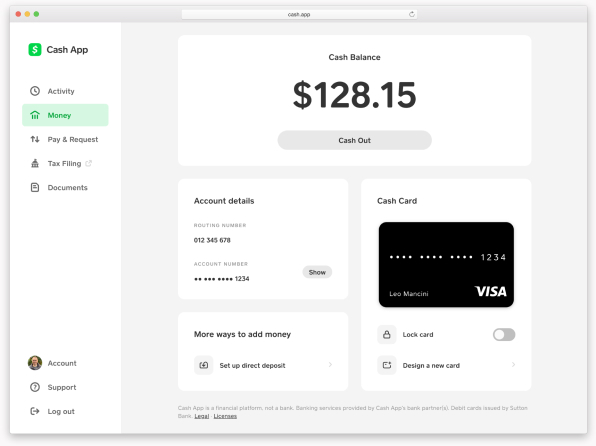 cash.app
$ Cash App
Activity
Money
Pay & Request
Tax Filing
Documents
Account
Support
Log out
Cash Balance
$128.15
Cash Out
Account details
ROUTING NUMBER
012 345 678
ACCOUNT NUMBER
•• ••• •••• 1234
Show
More ways to add money
Set up direct deposit
Cash Card
•••• •••• •••• 1234
Leo Mancini
VISA
Lock card
Design a new card
Cash App is a financial platform, not a bank. Banking services provided by Cash App's bank partner(s). Debit cards issued by Sutton
Bank. Legal · Licenses